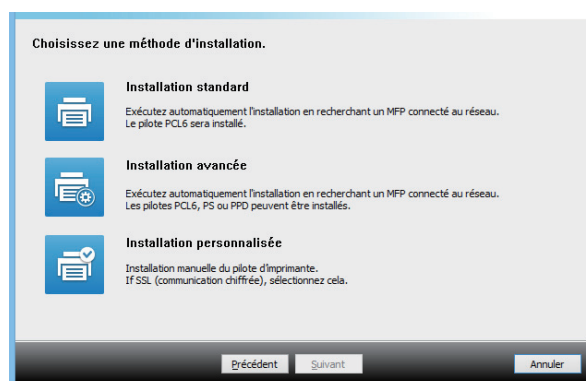 Choisissez une méthode d'installation.
Installation standard
Exécutez automatiquement l'installation en recherchant un MFP connecté au réseau.
Le pilote PCL6 sera installé.
Installation avancée
Exécutez automatiquement l'installation en recherchant un MFP connecté au réseau.
Les pilotes PCL6, PS ou PPD peuvent être installés.
Installation personnalisée
Installation manuelle du pilote d'imprimante.
If SSL (communication chiffrée), sélectionnez cela.
Précédent Suivant Annuler